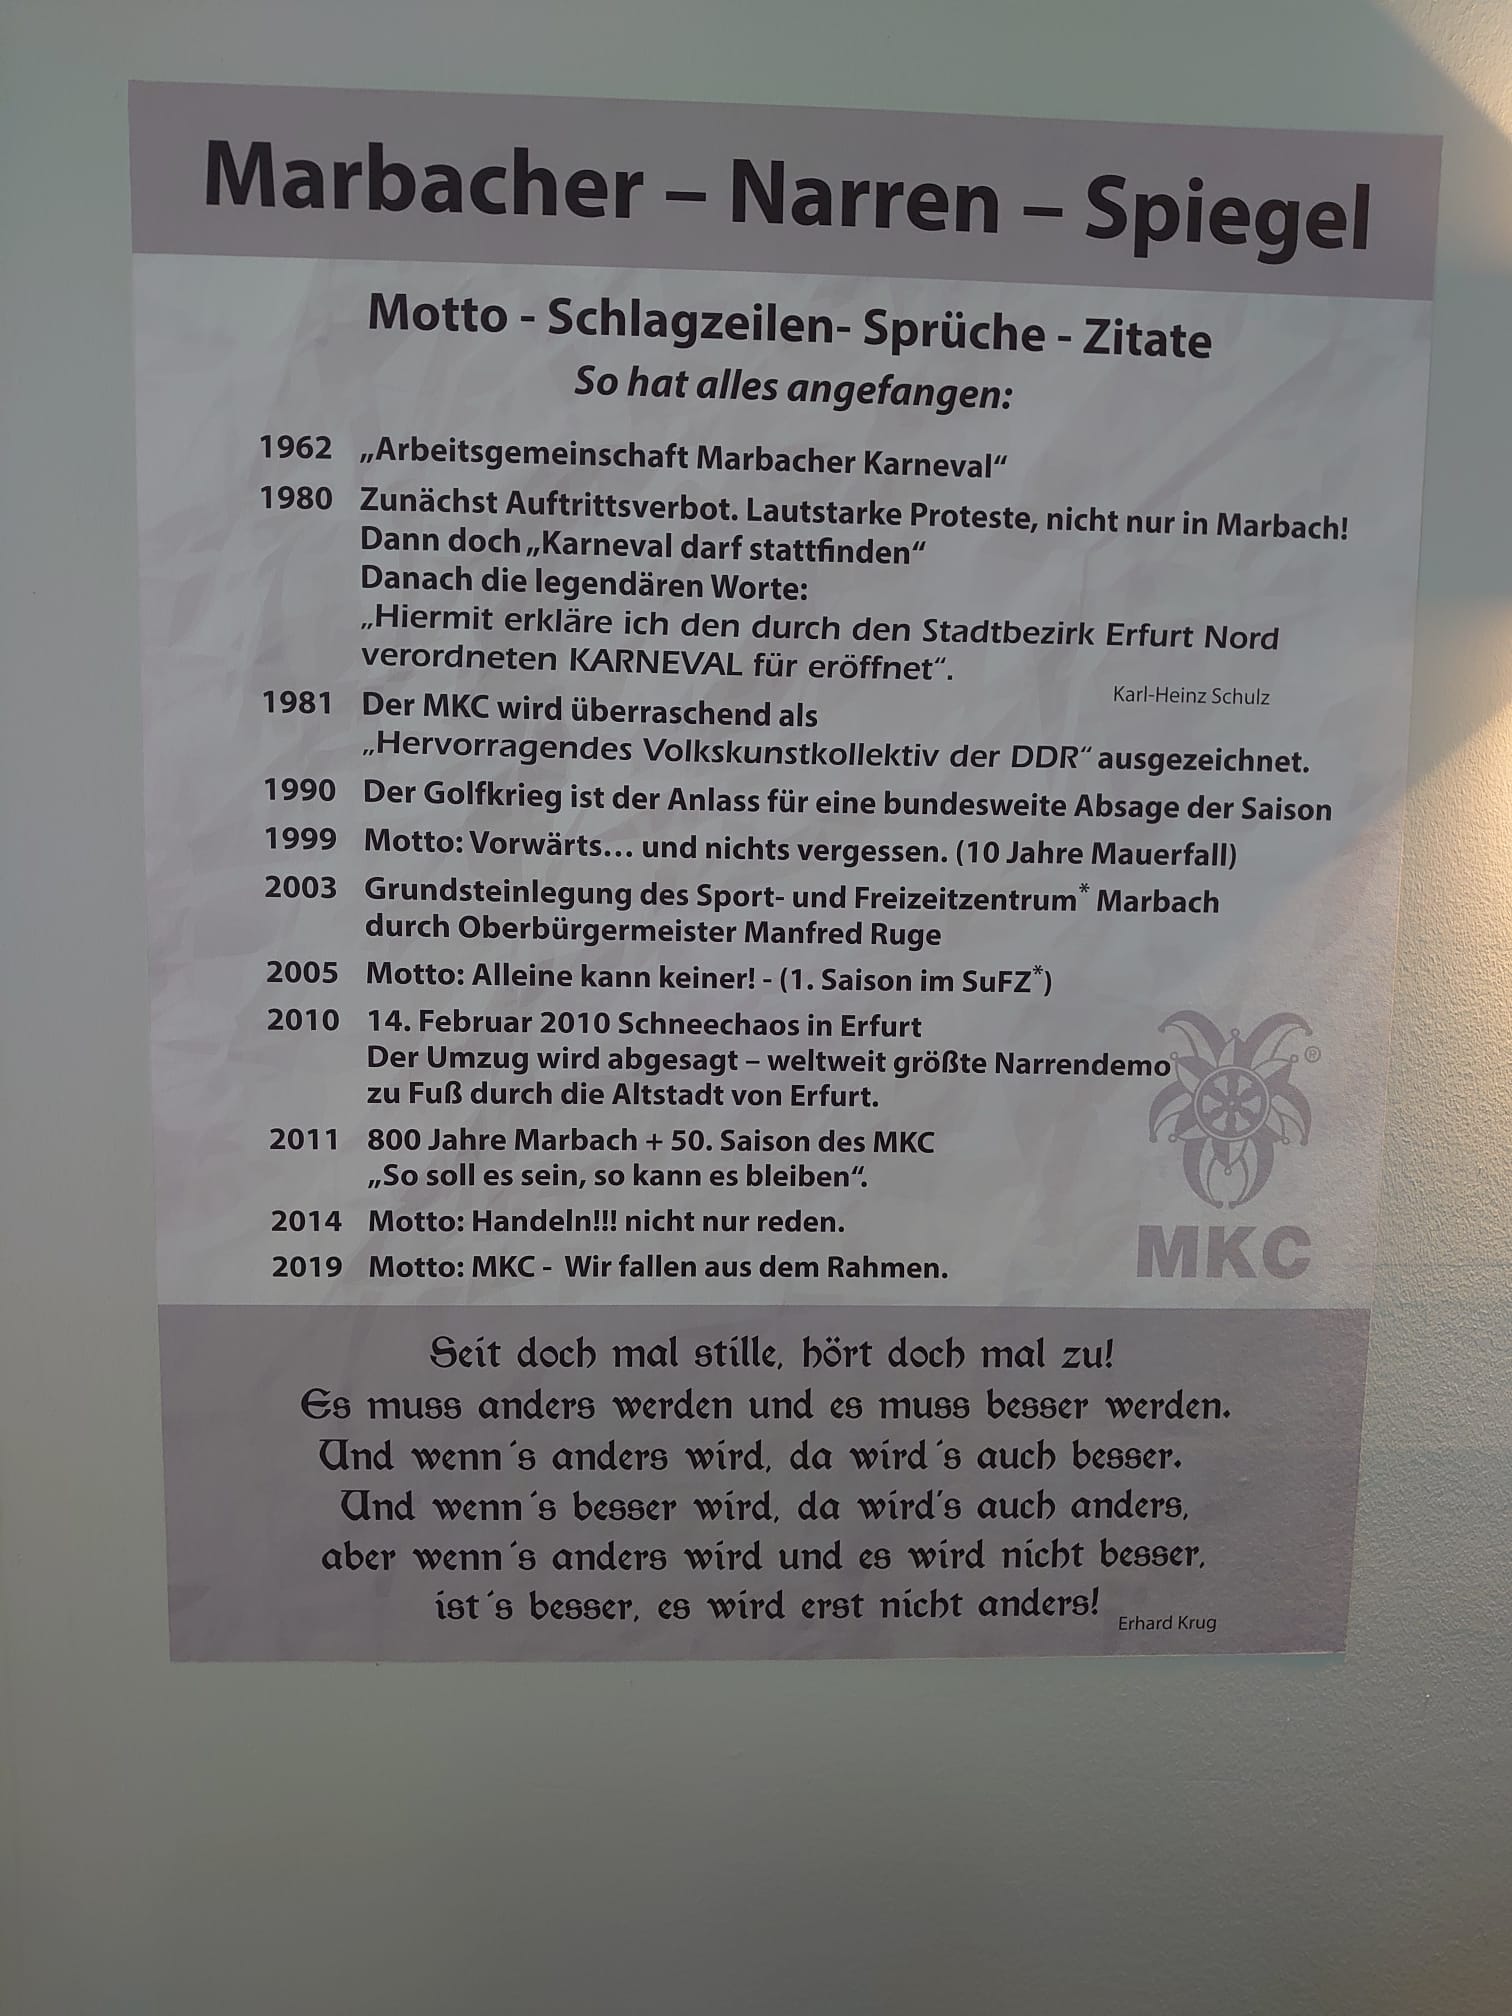 Marbacher – Narren – Spiegel
Motto - Schlagzeilen- Sprüche - Zitate
So hat alles angefangen:
1962 „Arbeitsgemeinschaft Marbacher Karneval“
1980 Zunächst Auftrittsverbot. Lautstarke Proteste, nicht nur in Marbach!
Dann doch „Karneval darf stattfinden“
Danach die legendären Worte:
„Hiermit erkläre ich den durch den Stadtbezirk Erfurt Nord
verordneten KARNEVAL für eröffnet“.
Karl-Heinz Schulz
1981 Der MKC wird überraschend als
„Hervorragendes Volkskunstkollektiv der DDR“ ausgezeichnet.
1990 Der Golfkrieg ist der Anlass für eine bundesweite Absage der Saison
1999 Motto: Vorwärts... und nichts vergessen. (10 Jahre Mauerfall)
2003 Grundsteinlegung des Sport- und Freizeitzentrum* Marbach
durch Oberbürgermeister Manfred Ruge
2005 Motto: Alleine kann keiner! - (1. Saison im SuFZ*)
2010 14. Februar 2010 Schneechaos in Erfurt
Der Umzug wird abgesagt – weltweit größte Narrendemo
zu Fuß durch die Altstadt von Erfurt.
®
2011 800 Jahre Marbach + 50. Saison des MKC
„So soll es sein, so kann es bleiben“.
2014 Motto: Handeln!!! nicht nur reden.
2019 Motto: MKC - Wir fallen aus dem Rahmen.
MKC
Seit doch mal stille, hört doch mal zu!
Es muss anders werden und es muss besser werden.
Und wenn´s anders wird, da wird´s auch besser.
Und wenn´s besser wird, da wird's auch anders,
aber wenn´s anders wird und es wird nicht besser,
ist´s besser, es wird erst nicht anders!
Erhard Krug